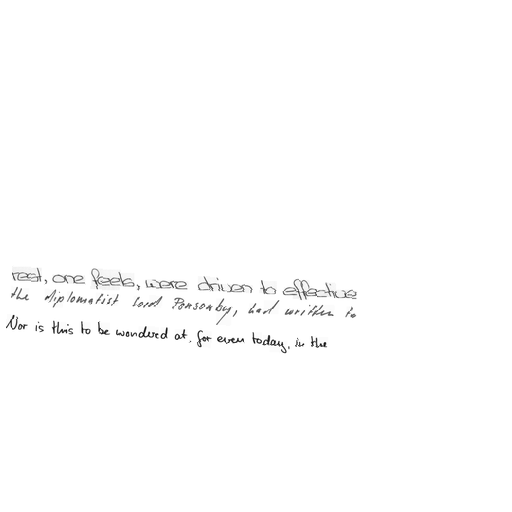 rest, one feels, were driven to effective
the diplomatist Lord Ponsonby, had written to
Nor is this to be wondered at, for even today, in the